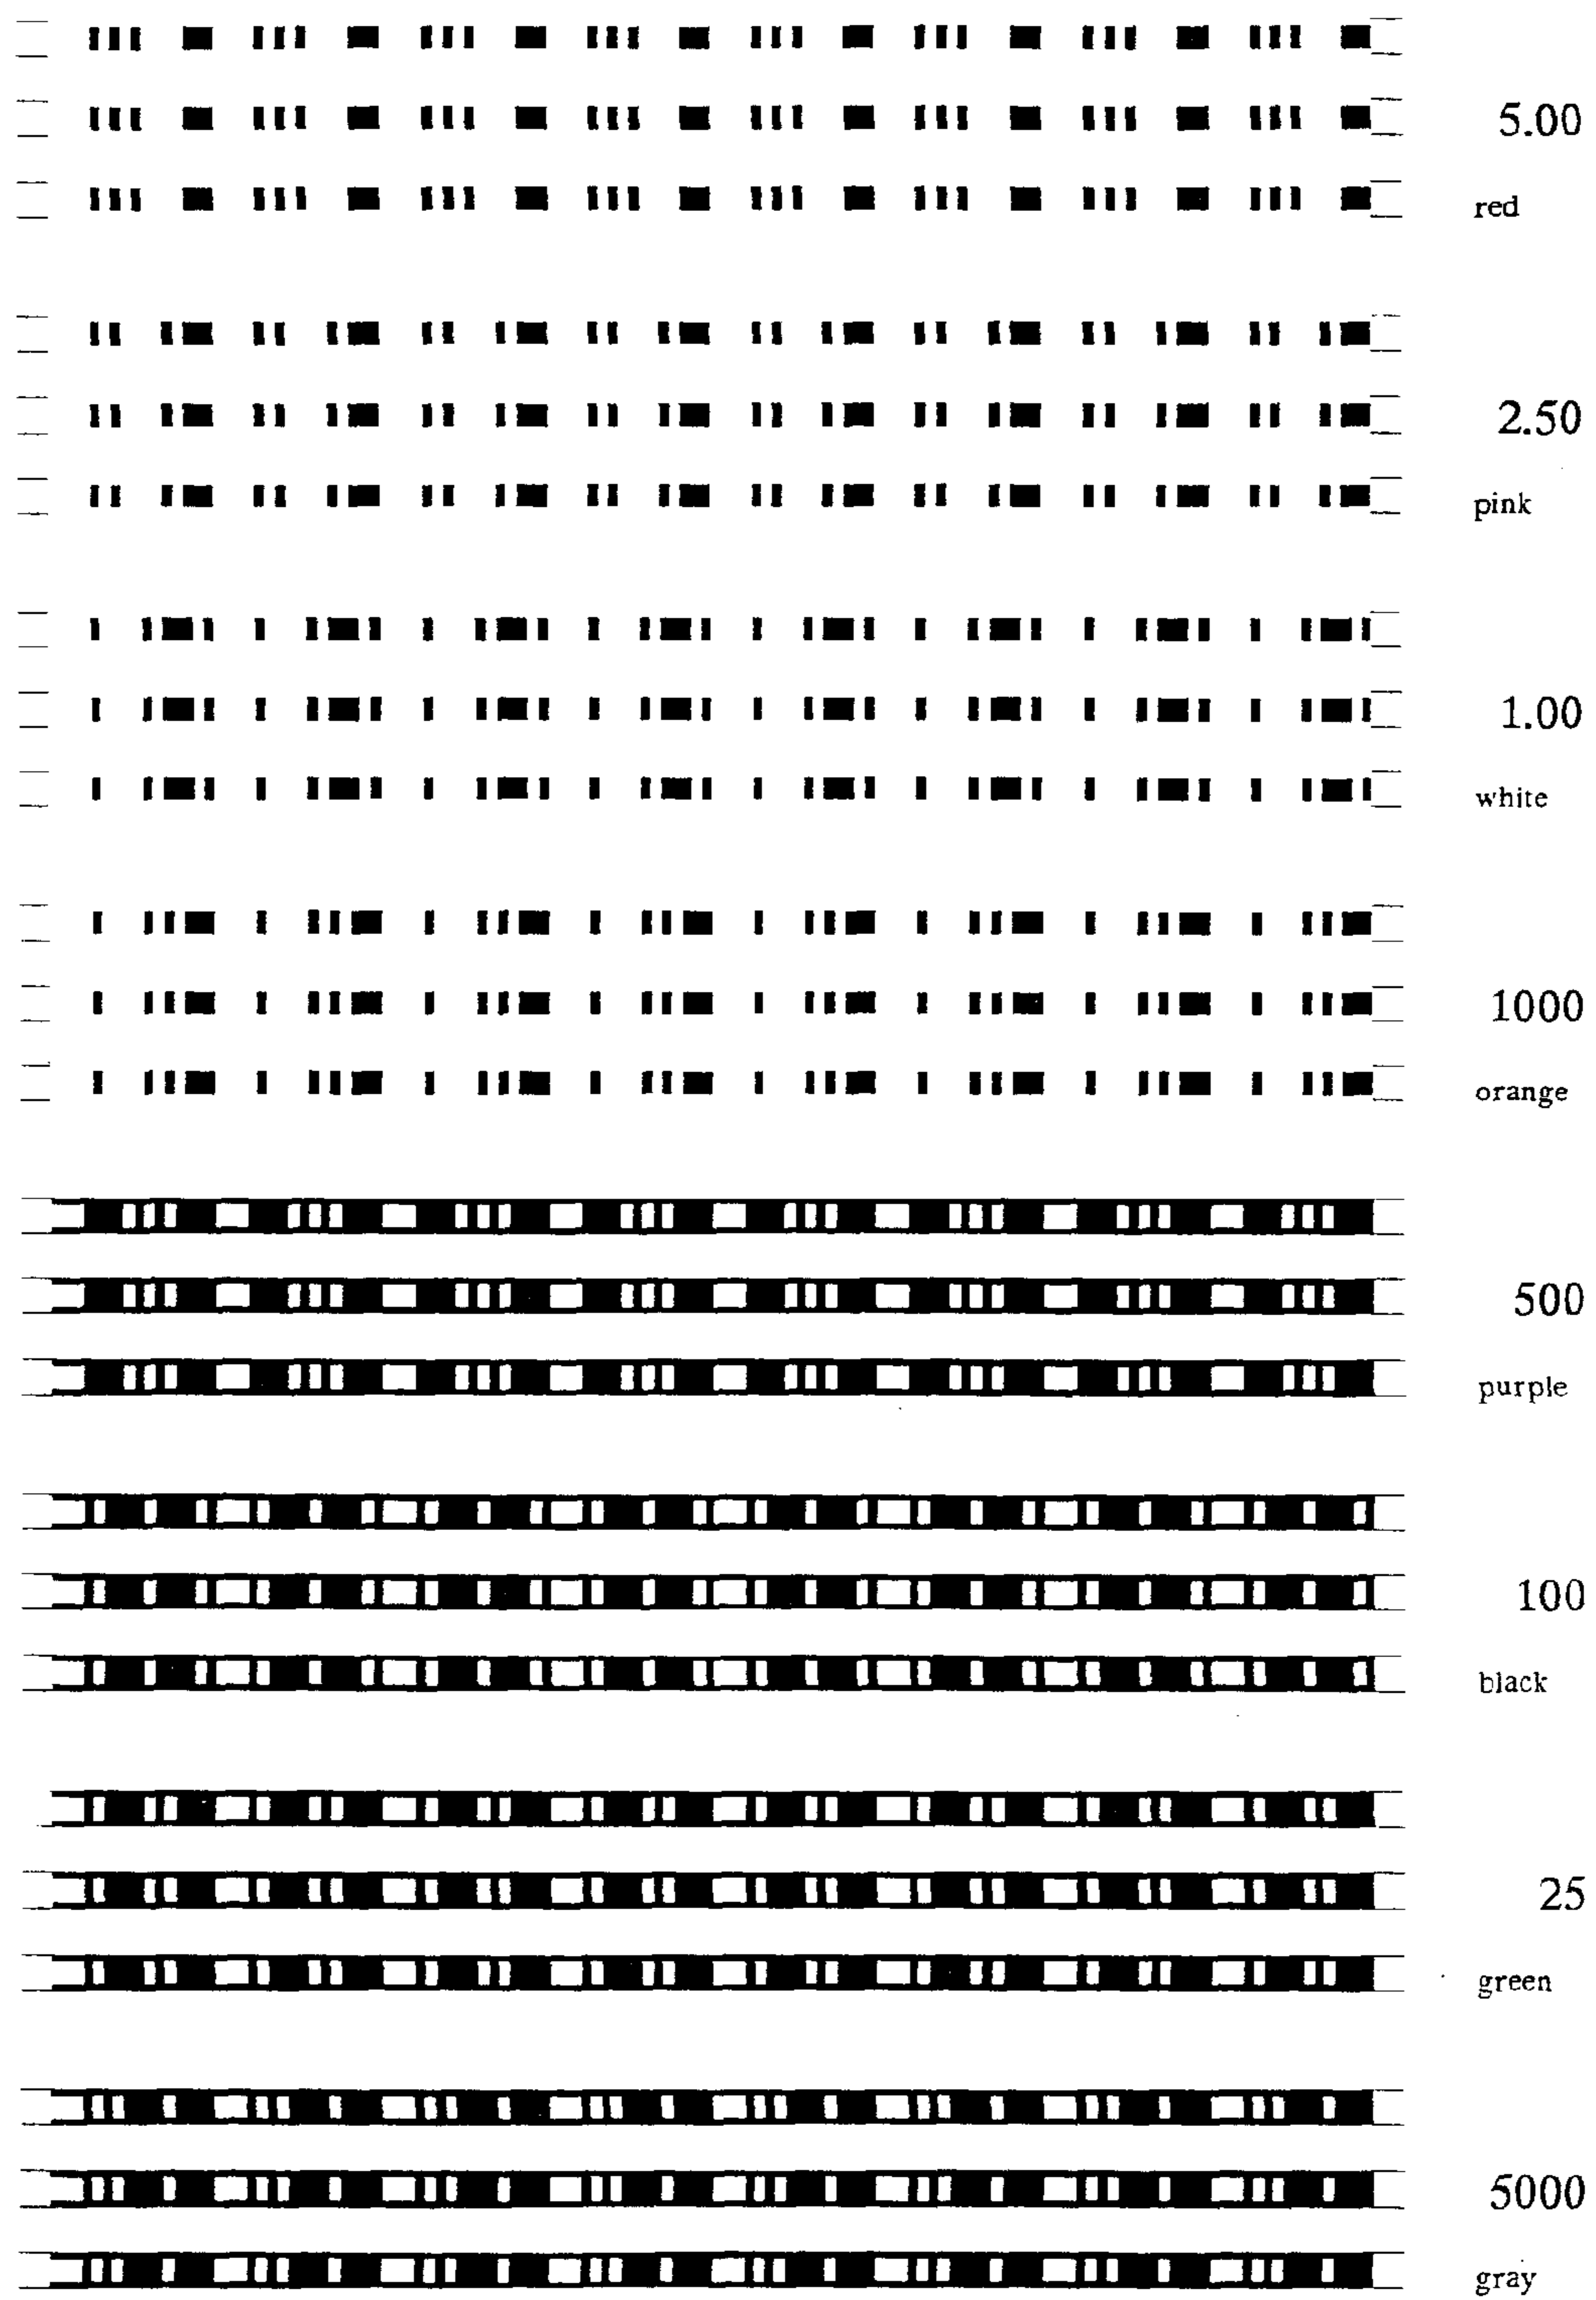 5.00
red
2.50
pink
1.00
white
1000
orange
500
purple
100
black
25
green
5000
gray